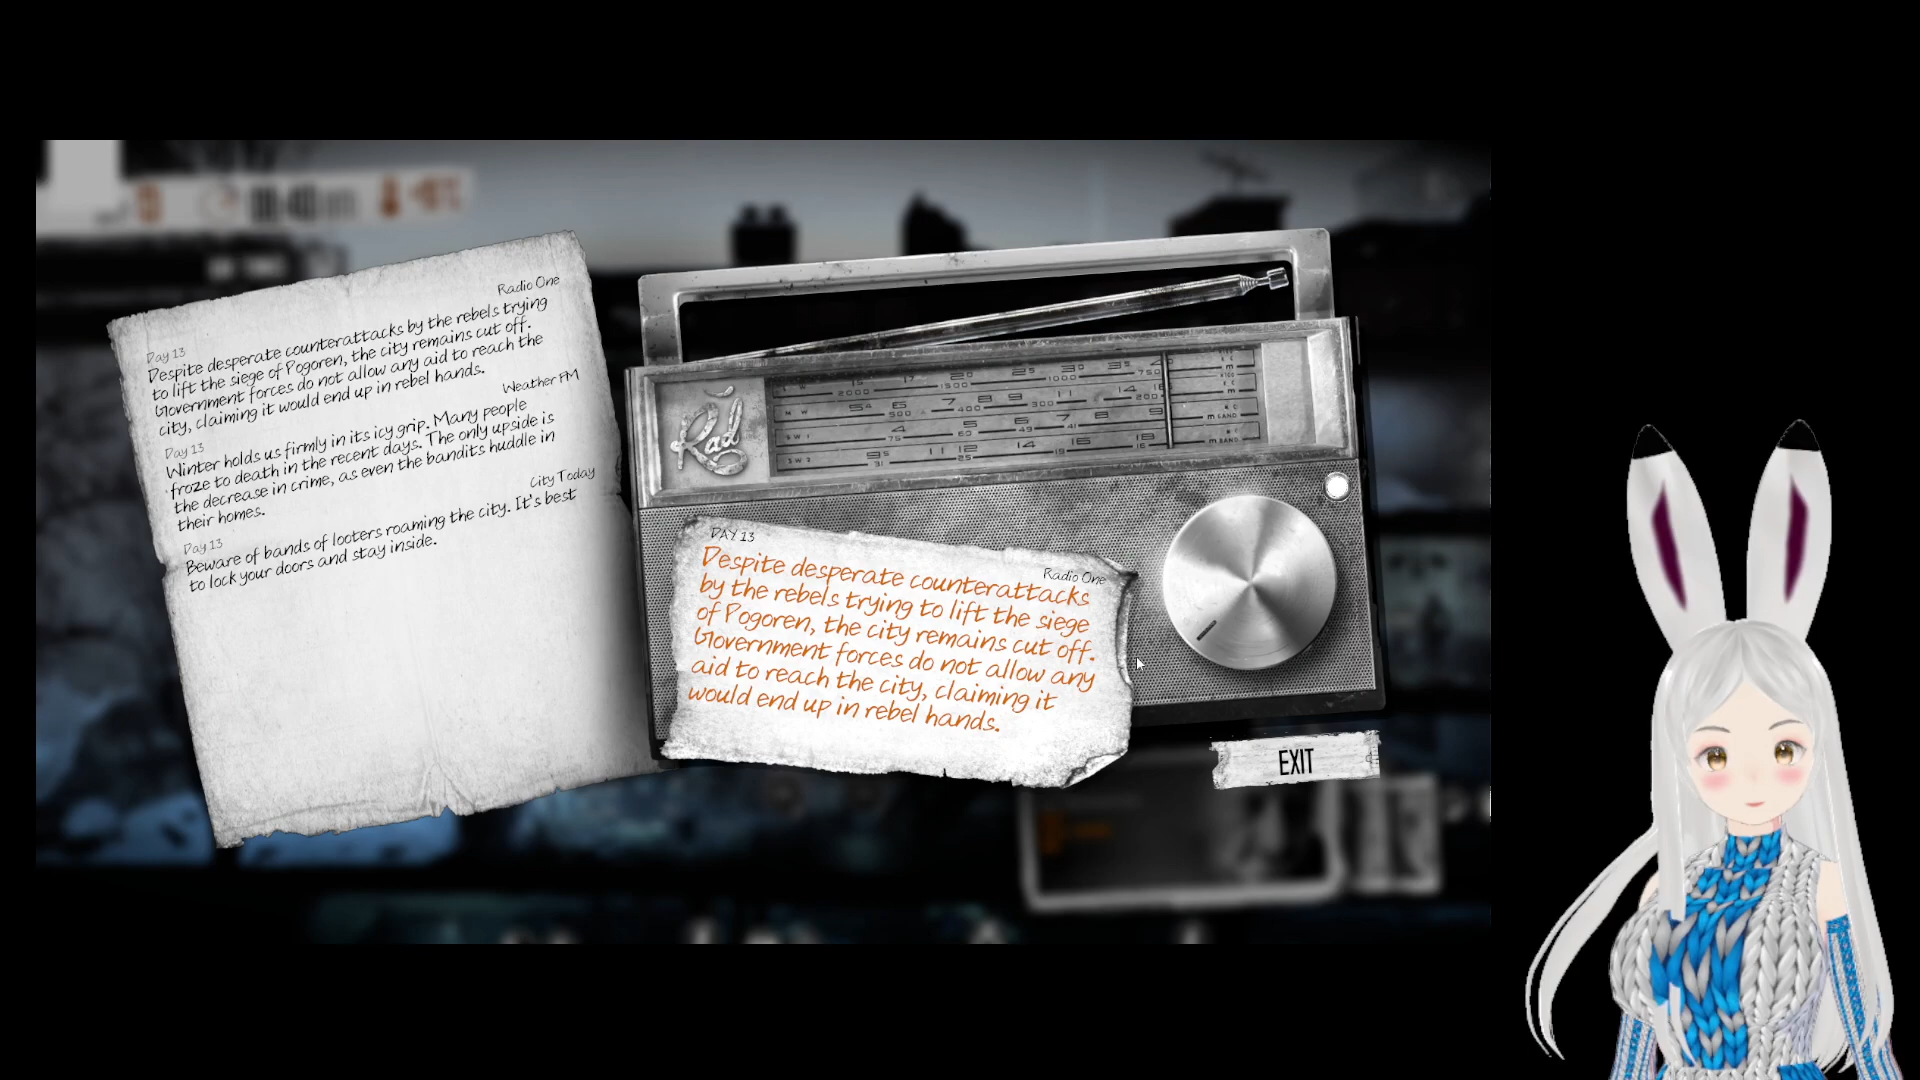 Radio One
Day 13
Despite desperate counterattacks by the rebels trying
to lift the siege of Pogoren, the city remains cut off.
Government forces do not allow any aid to reach the
city, claiming it would end up in rebel hands.
Weather FM
Day 13
Winter holds us firmly in its icy grip. Many people
froze to death in the recent days. The only upside is
the decrease in crime, as even the bandits huddle in
their homes.
City Today
Day 13
Beware of bands of looters roaming the city. It's best
to lock your doors and stay inside.
Rad
DAY 13
Radio One
Despite desperate counterattacks
by the rebels trying to lift the siege
of Pogoren, the city remains cut off.
Government forces do not allow any
aid to reach the city, claiming it
would end up in rebel hands.
EXIT